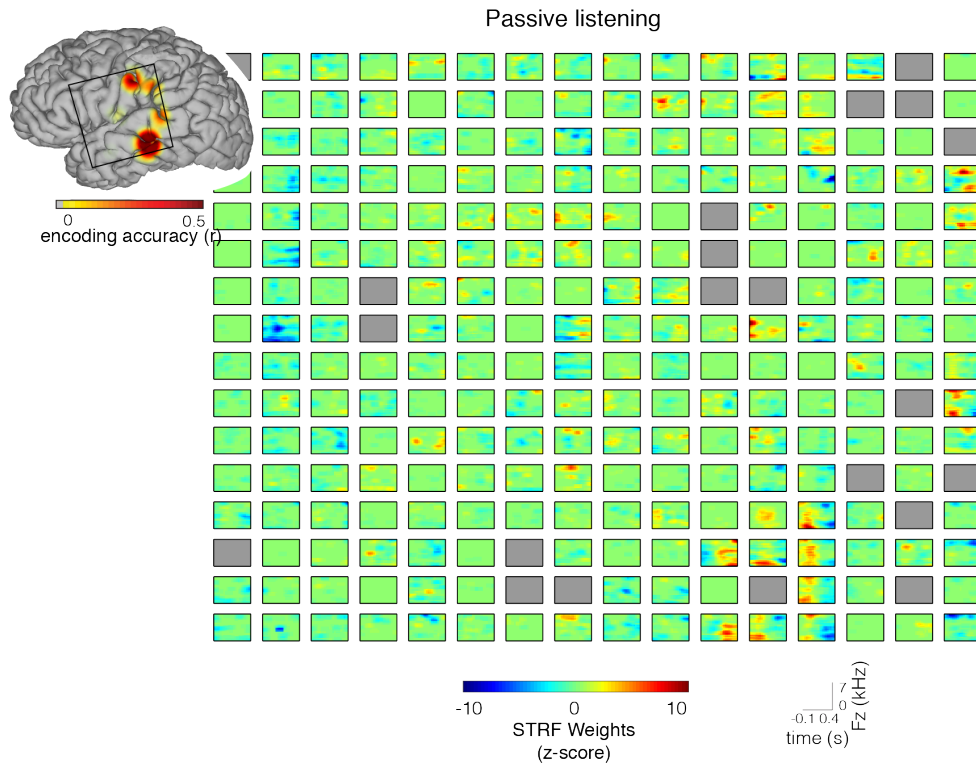 Passive listening
0 0.5
encoding accuracy (r)
-10 0 10
STRF Weights
(z-score)
7
0
Fz (kHz)
-0.1 0.4
time (s)